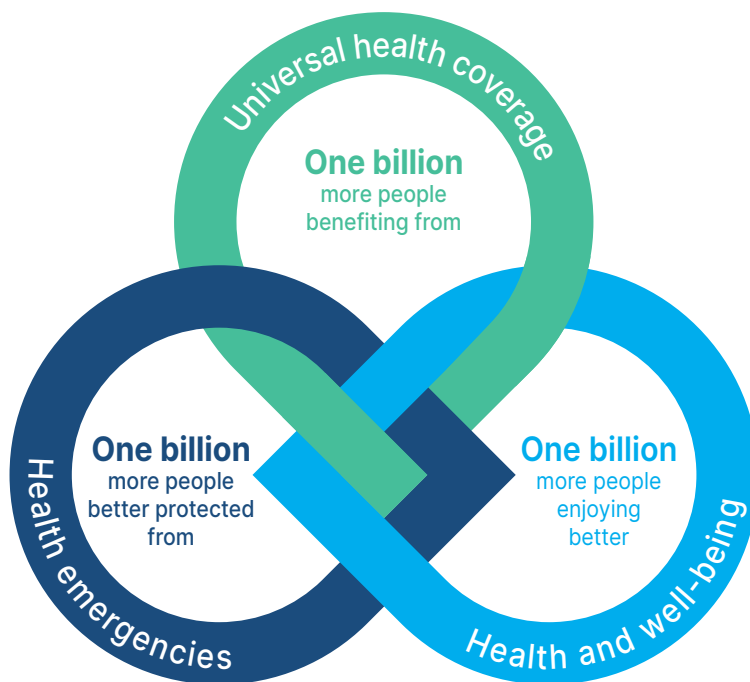 Universal health coverage
One billion
more people
benefiting from
One billion
more people
better protected
from
Health emergencies
One billion
more people
enjoying
better
Health and well-being